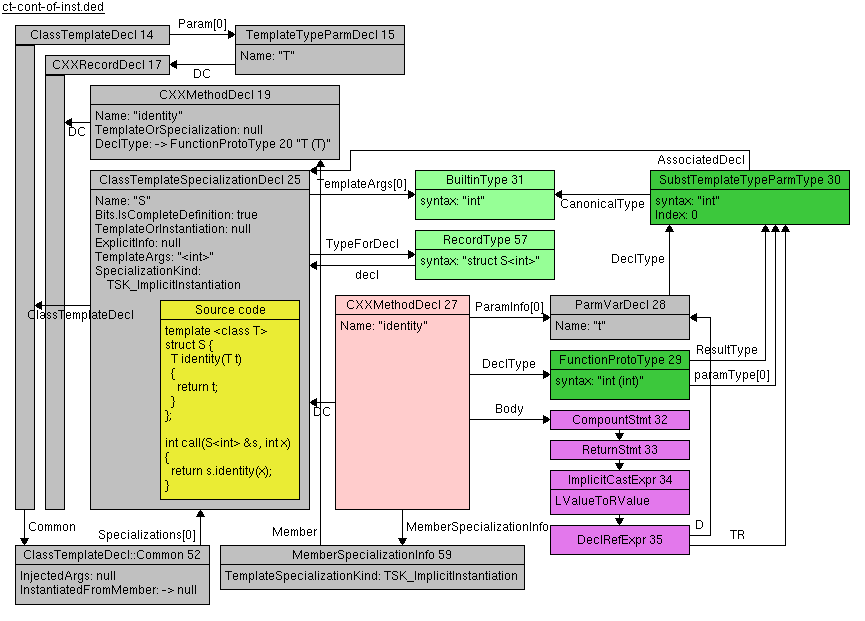 ct-cont-of-inst.ded
ClassTemplateDecl 14
Param[0]
TemplateTypeParmDecl 15
Name: "T"
CXXRecordDecl 17
DC
CXXMethodDecl 19
Name: "identity"
TemplateOrSpecialization: null
DeclType: -> FunctionProtoType 20 "T (T)"
DC
ClassTemplateSpecializationDecl 25
Name: "S"
Bits.IsCompleteDefinition: true
TemplateOrInstantiation: null
ExplicitInfo: null
TemplateArgs: "<int>"
SpecializationKind:
TSK_ImplicitInstantiation
TemplateArgs[0]
BuiltinType 31
syntax: "int"
CanonicalType
AssociatedDecl
SubstTemplateTypeParmType 30
syntax: "int"
Index: 0
TypeForDecl
decl
RecordType 57
syntax: "struct S<int>"
DeclType
ClassTemplateDecl
Source code
template <class T>
struct S {
T identity(T t)
{
return t;
}
};
int call(S<int> &s, int x)
{
return s.identity(x);
}
CXXMethodDecl 27
Name: "identity"
DC
ParamInfo[0]
ParmVarDecl 28
Name: "t"
DeclType
FunctionProtoType 29
syntax: "int (int)"
ResultType
paramType[0]
Body
CompoundStmt 32
ReturnStmt 33
ImplicitCastExpr 34
LValueToRValue
DeclRefExpr 35
D
TR
Common
Specializations[0]
Member
MemberSpecializationInfo
ClassTemplateDecl::Common 52
InjectedArgs: null
InstantiatedFromMember: -> null
MemberSpecializationInfo 59
TemplateSpecializationKind: TSK_ImplicitInstantiation